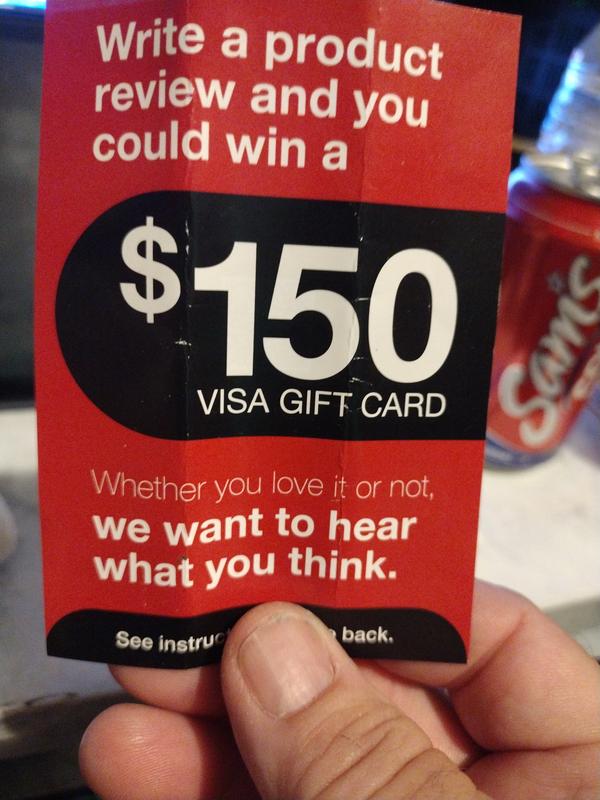 Write a product
review and you
could win a
$150
VISA GIFT CARD
Whether you love it or not,
we want to hear
what you think.
See back.
Sam's